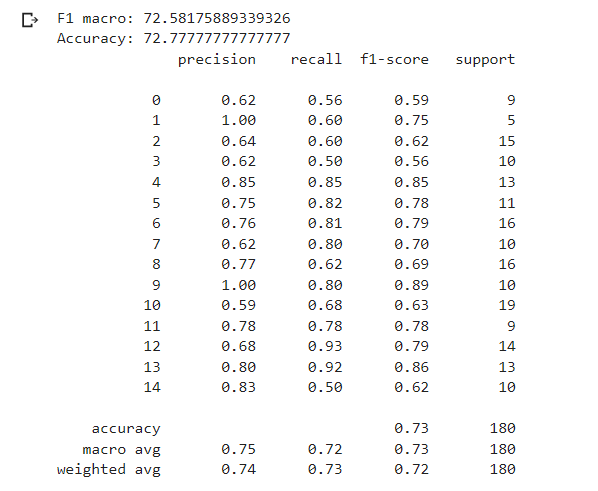 F1 macro: 72.58175889339326
Accuracy: 72.77777777777777
precision recall f1-score support
0 0.62 0.56 0.59 9
1 1.00 0.60 0.75 5
2 0.64 0.60 0.62 15
3 0.62 0.50 0.56 10
4 0.85 0.85 0.85 13
5 0.75 0.82 0.78 11
6 0.76 0.81 0.79 16
7 0.62 0.80 0.70 10
8 0.77 0.62 0.69 16
9 1.00 0.80 0.89 10
10 0.59 0.68 0.63 19
11 0.78 0.78 0.78 9
12 0.68 0.93 0.79 14
13 0.80 0.92 0.86 13
14 0.83 0.50 0.62 10
accuracy 0.73 180
macro avg 0.75 0.72 0.73 180
weighted avg 0.74 0.73 0.72 180